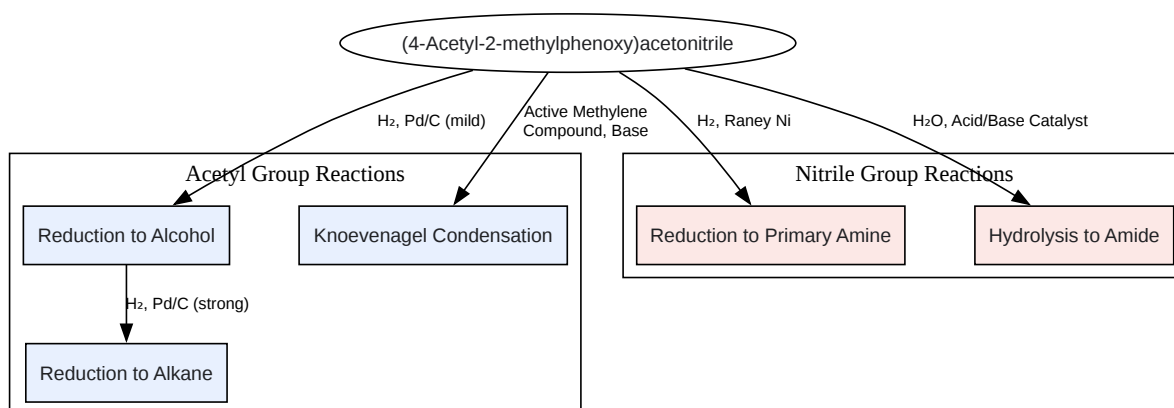 (4-Acetyl-2-methylphenoxy)acetonitrile
H₂, Pd/C (mild)
Active Methylene
Compound, Base
H₂, Raney Ni
H₂O, Acid/Base Catalyst
Acetyl Group Reactions
Nitrile Group Reactions
Reduction to Alcohol
Knoevenagel Condensation
Reduction to Primary Amine
Hydrolysis to Amide
H₂, Pd/C (strong)
Reduction to Alkane